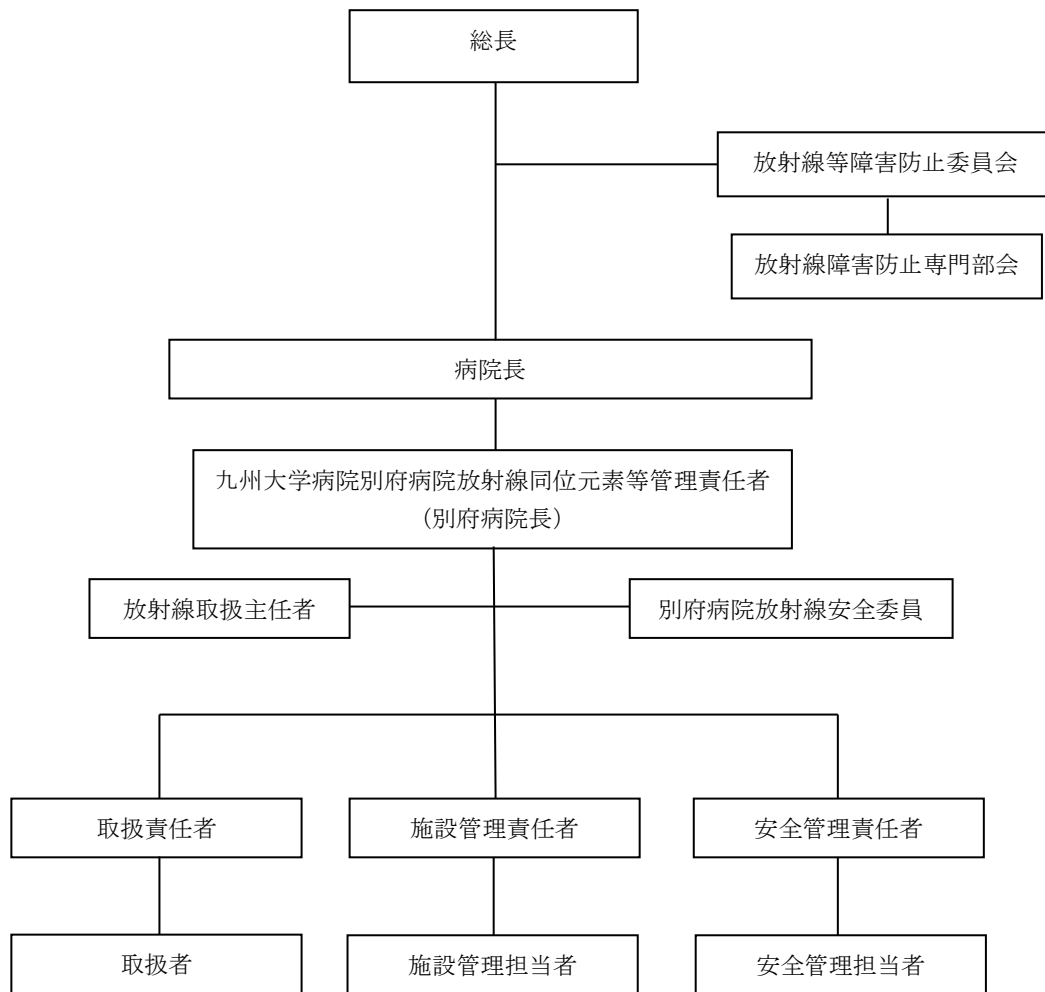 総長
放射線等障害防止委員会
放射線障害防止専門部会
病院長
九州大学病院別府病院放射線同位元素等管理責任者
（別府病院長）
放射線取扱主任者
別府病院放射線安全委員
取扱責任者
施設管理責任者
安全管理責任者
取扱者
施設管理担当者
安全管理担当者